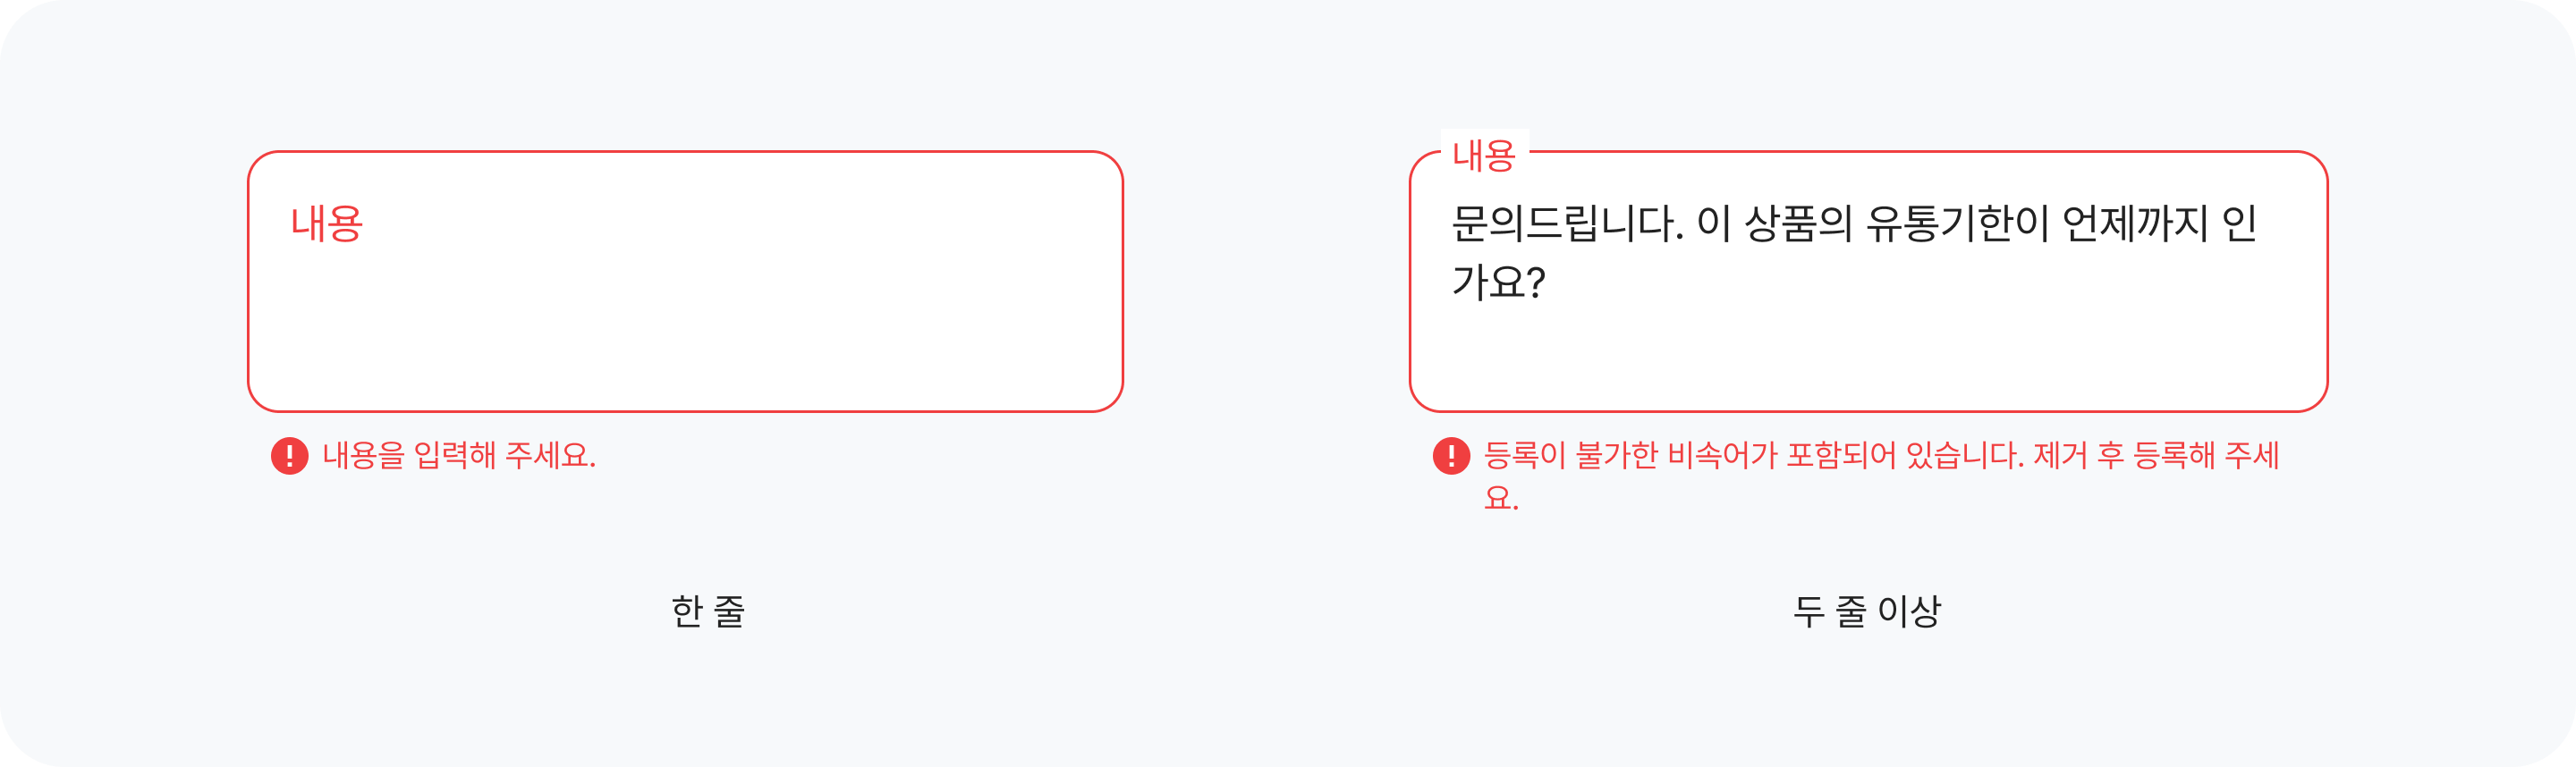 내용
내용을 입력해 주세요.
한 줄
내용
문의드립니다. 이 상품의 유통기한이 언제까지 인
가요?
등록이 불가한 비속어가 포함되어 있습니다. 제거 후 등록해 주세
요.
두 줄 이상